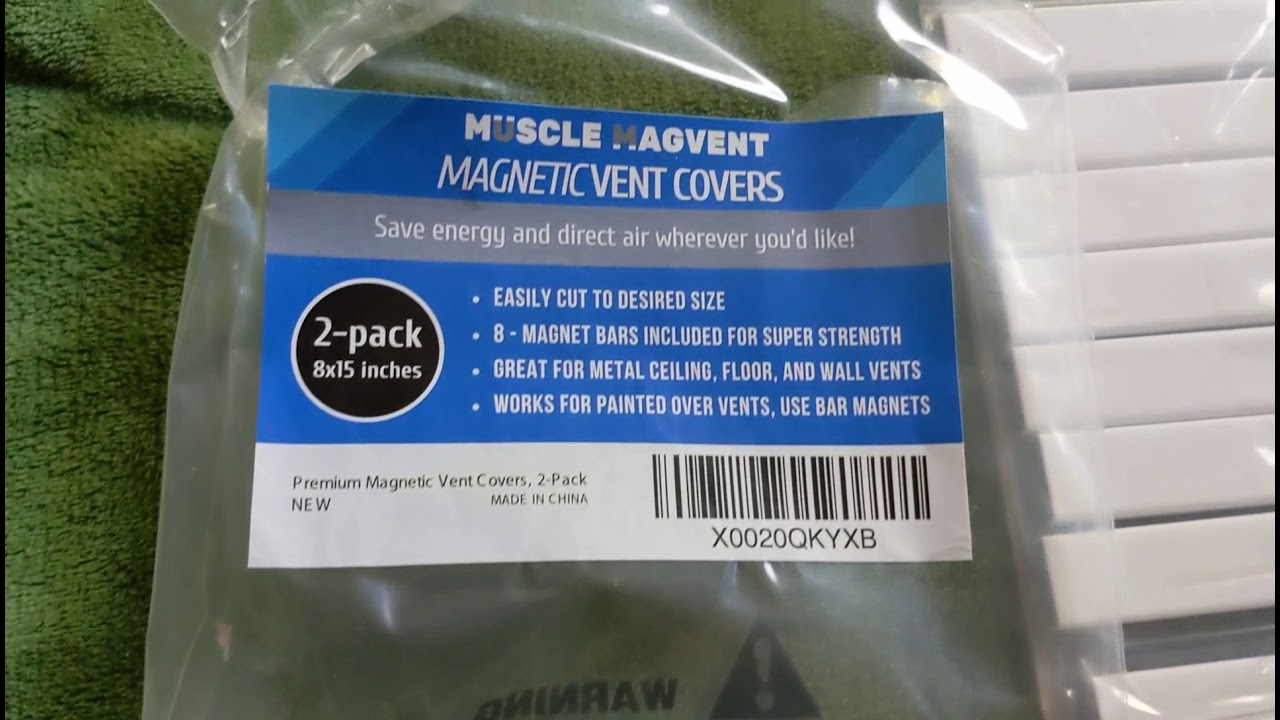 MÜSCLE MAGVENT
MAGNETIC VENT COVERS
Save energy and direct air wherever you'd like!
2-pack
8x15 inches
• EASILY CUT TO DESIRED SIZE
• 8 - MAGNET BARS INCLUDED FOR SUPER STRENGTH
• GREAT FOR METAL CEILING, FLOOR, AND WALL VENTS
• WORKS FOR PAINTED OVER VENTS, USE BAR MAGNETS
Premium Magnetic Vent Covers, 2-Pack
NEW
MADE IN CHINA
X0020QKYXB
WARNING